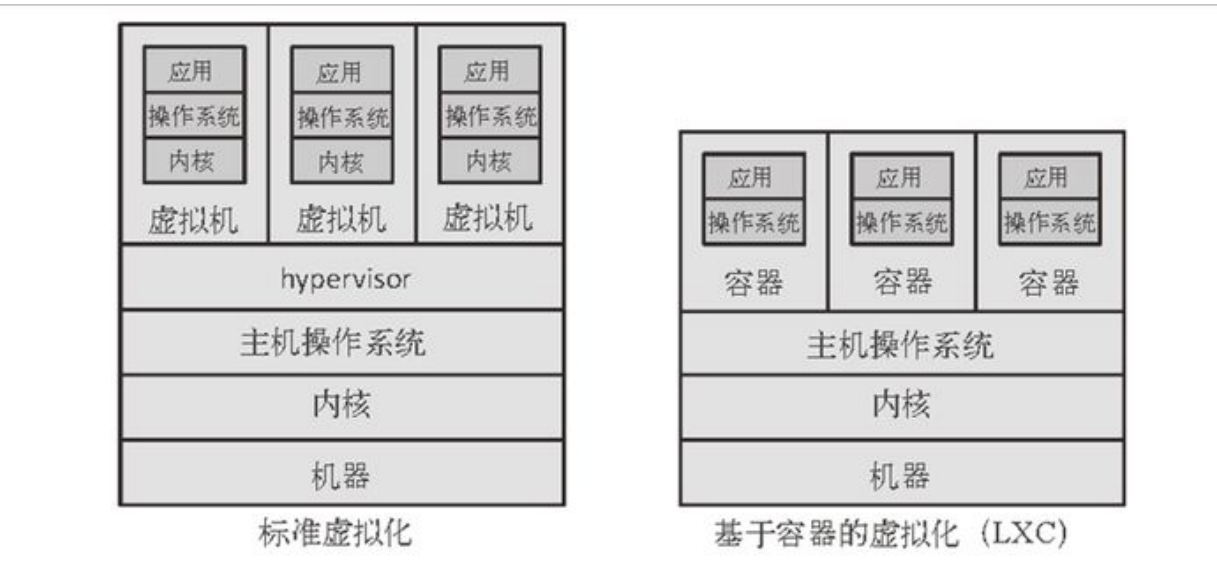 应用 应用 应用
操作系统 操作系统 操作系统
内核 内核 内核
虚拟机 虚拟机 虚拟机
hypervisor
主机操作系统
内核
机器
标准虚拟化
应用 应用 应用
操作系统 操作系统 操作系统
容器 容器 容器
主机操作系统
内核
机器
基于容器的虚拟化（LXC）